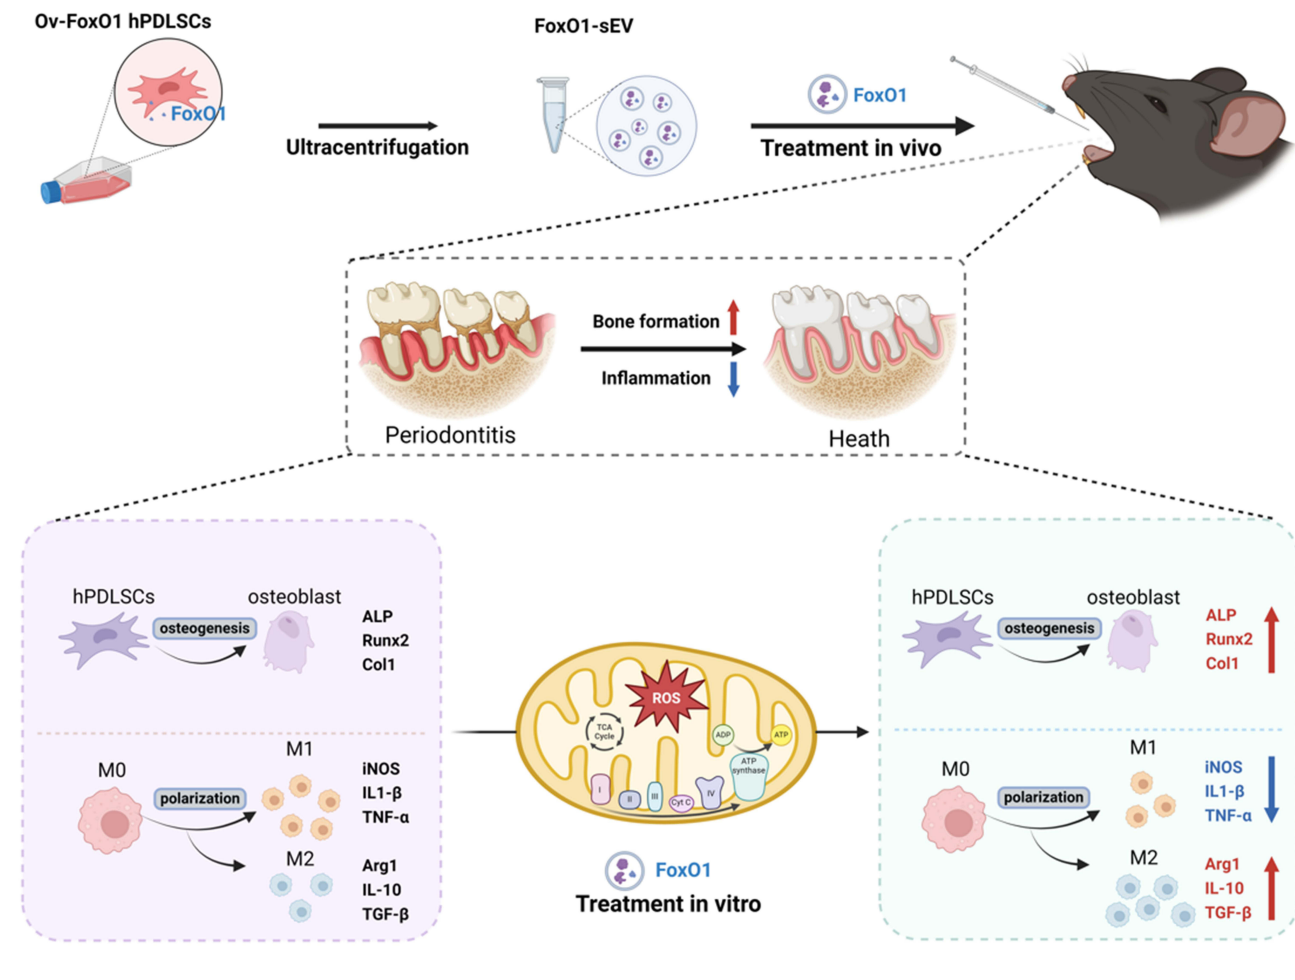 Ov-FoxO1 hPDLSCs
FoxO1
Ultracentrifugation
FoxO1-sEV
FoxO1
Treatment in vivo
Bone formation
Inflammation
Periodontitis
Heath
hPDLSCs
osteogenesis
osteoblast
ALP
Runx2
Col1
M0
polarization
M1
iNOS
IL1-β
TNF-α
M2
Arg1
IL-10
TGF-β
ROS
TCA
Cycle
ADP
ATP
ATP
synthase
I
II
III
Cyt C
IV
FoxO1
Treatment in vitro
hPDLSCs
osteogenesis
osteoblast
ALP
Runx2
Col1
M0
polarization
M1
iNOS
IL1-β
TNF-α
M2
Arg1
IL-10
TGF-β